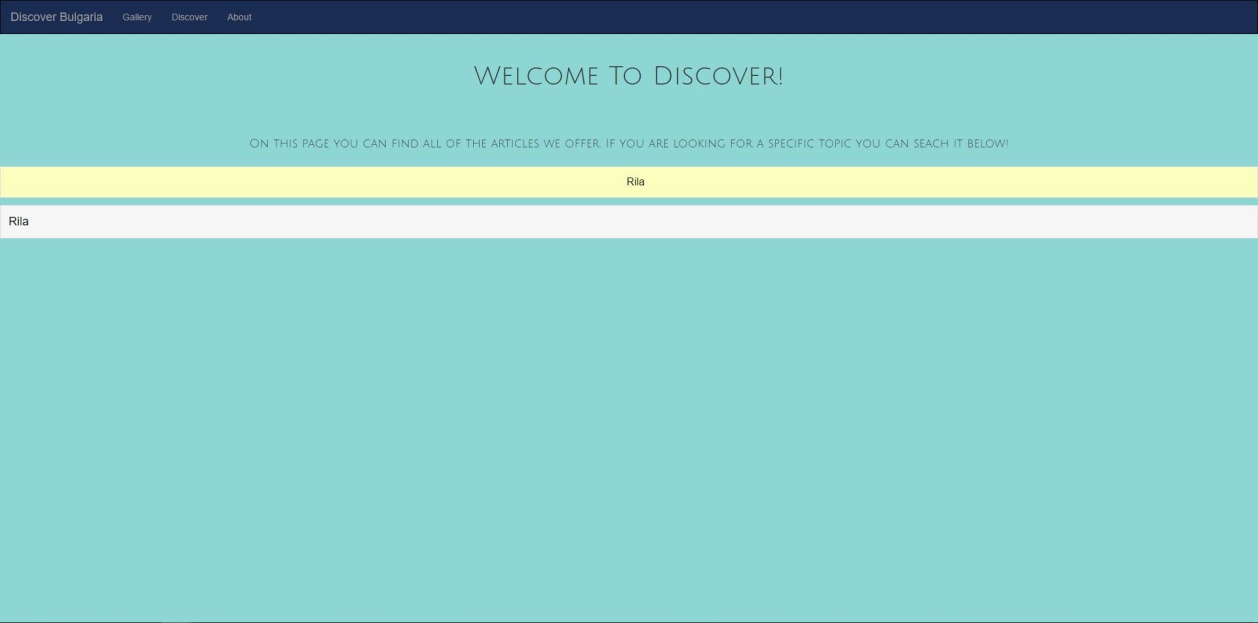 Discover Bulgaria Gallery Discover About
Welcome To Discover!
On this page you can find all of the articles we offer. If you are looking for a specific topic you can seach it below!
Rila
Rila